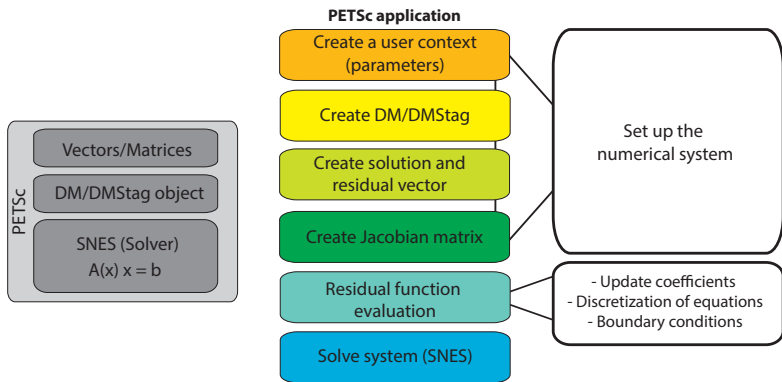 PETSc
Vectors/Matrices
DM/DMStag object
SNES (Solver)
A(x) x = b
PETSc application
Create a user context
(parameters)
Create DM/DMStag
Create solution and
residual vector
Create Jacobian matrix
Residual function
evaluation
Solve system (SNES)
Set up the
numerical system
- Update coefficients
- Discretization of equations
- Boundary conditions